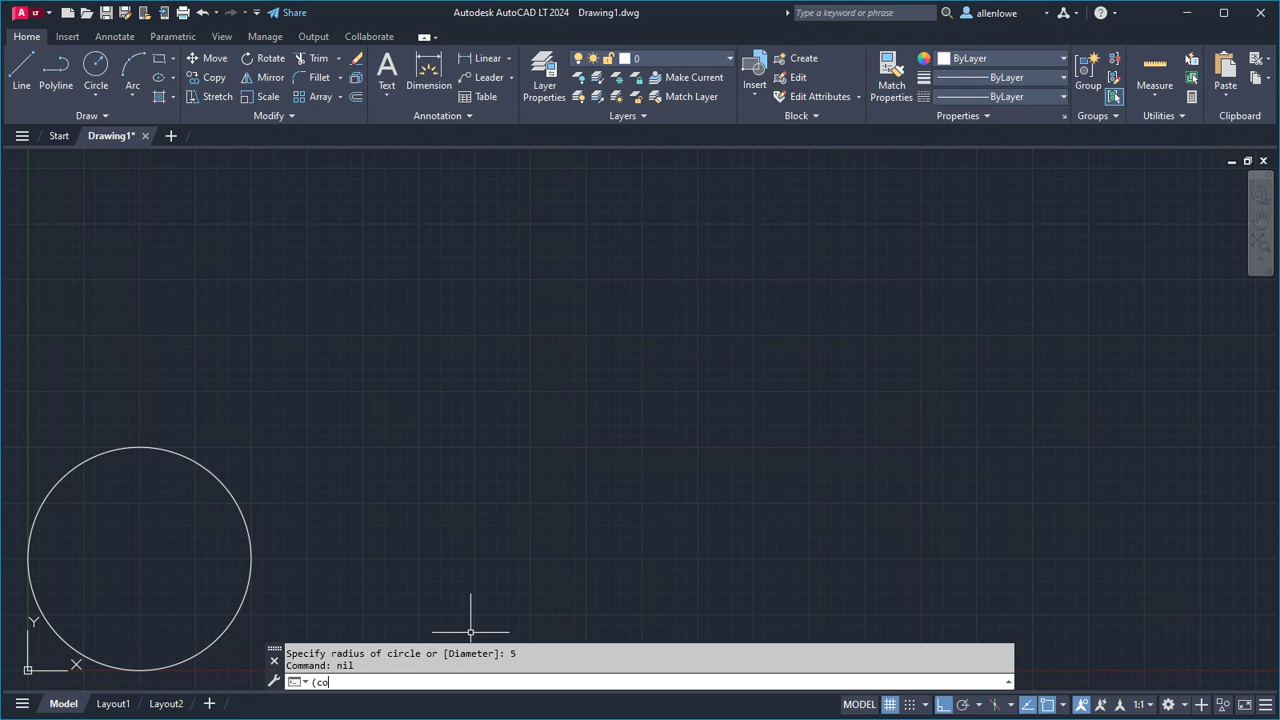 A LT Share Autodesk AutoCAD LT 2024 Drawing1.dwg Type a keyword or phrase allenlowe ?
Home Insert Annotate Parametric View Manage Output Collaborate
Line Polyline Circle Arc
Move Rotate Trim
Copy Mirror Fillet
Stretch Scale Array
Text Dimension
Linear
Leader
Table
Layer Properties
0
Make Current
Match Layer
Insert
Create
Edit
Edit Attributes
Match Properties
ByLayer
ByLayer
ByLayer
Group
Measure
Paste
Draw Modify Annotation Layers Block Properties Groups Utilities Clipboard
Start Drawing1*
Y
X
Specify radius of circle or [Diameter]: 5
Command: nil
(co
Model Layout1 Layout2 MODEL 1:1